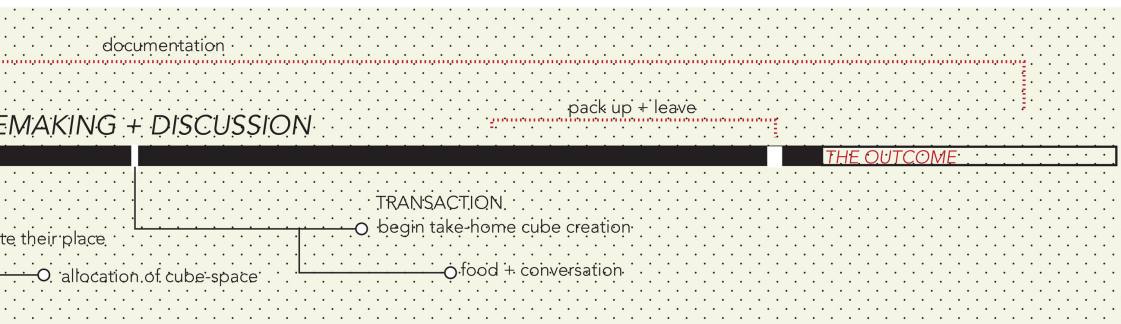 documentation
pack up + leave
EMAKING + DISCUSSION
THE OUTCOME
TRANSACTION
begin take-home cube creation
te their place
food + conversation
allocation of cube-space